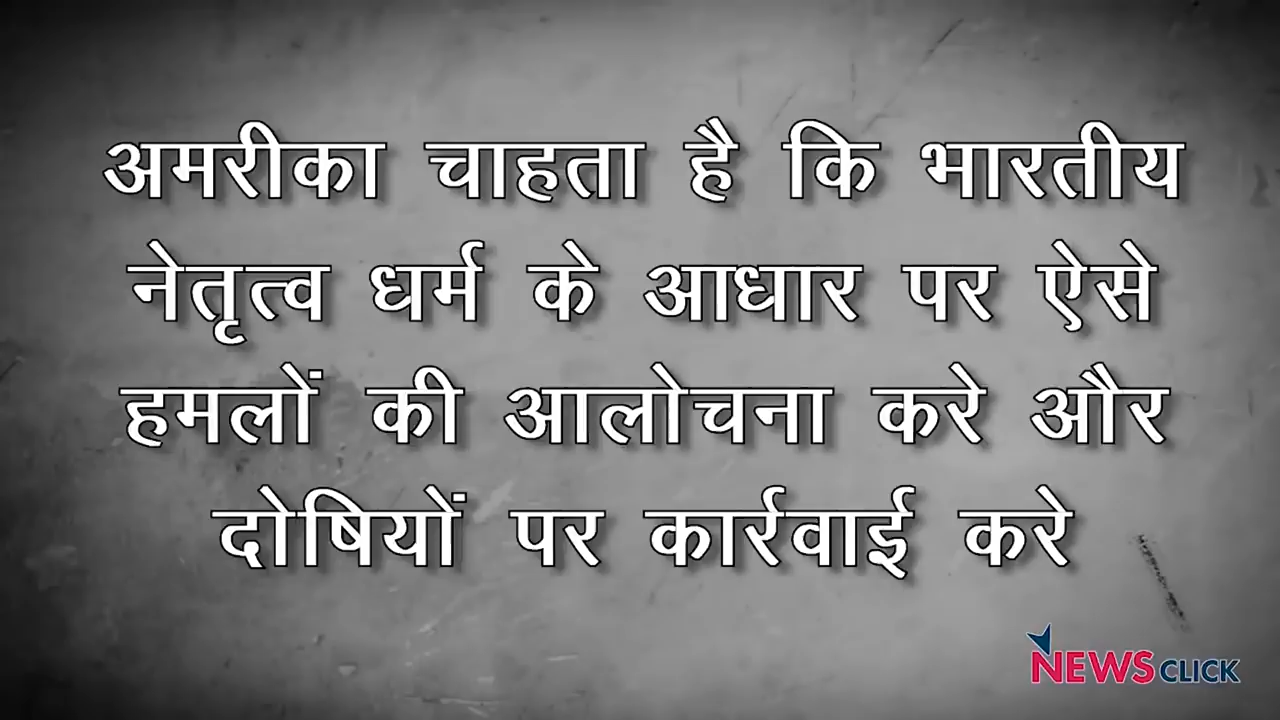 अमरीका चाहता है कि भारतीय
नेतृत्व धर्म के आधार पर ऐसे
हमलों की आलोचना करे और
दोषियों पर कार्रवाई करे
NEWSCLICK